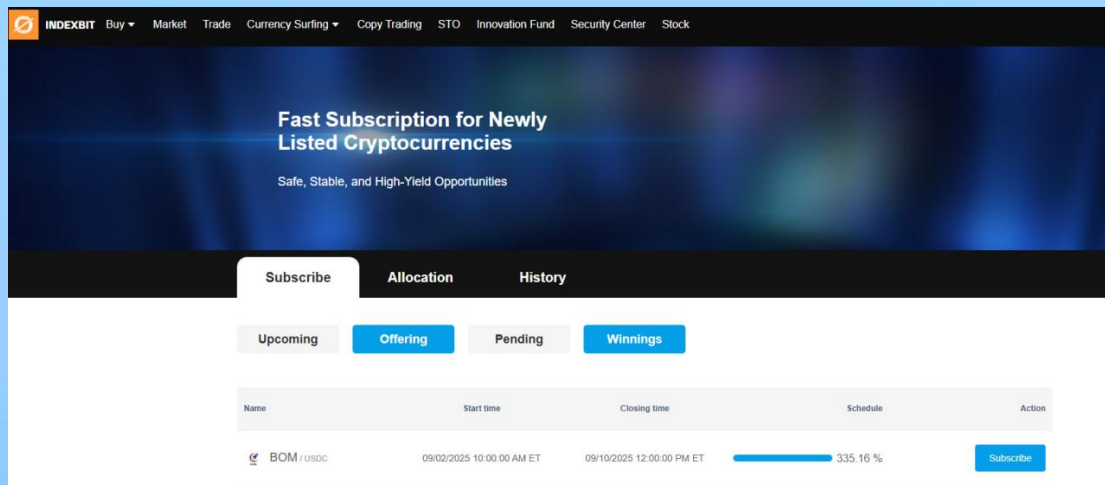 INDEXBIT Buy Market Trade Currency Surfing Copy Trading STO Innovation Fund Security Center Stock
Fast Subscription for Newly
Listed Cryptocurrencies
Safe, Stable, and High-Yield Opportunities
Subscribe Allocation History
Upcoming Offering Pending Winnings
Name Start time Closing time Schedule Action
BOM / USDC 09/02/2025 10:00:00 AM ET 09/10/2025 12:00:00 PM ET 335.16 % Subscribe